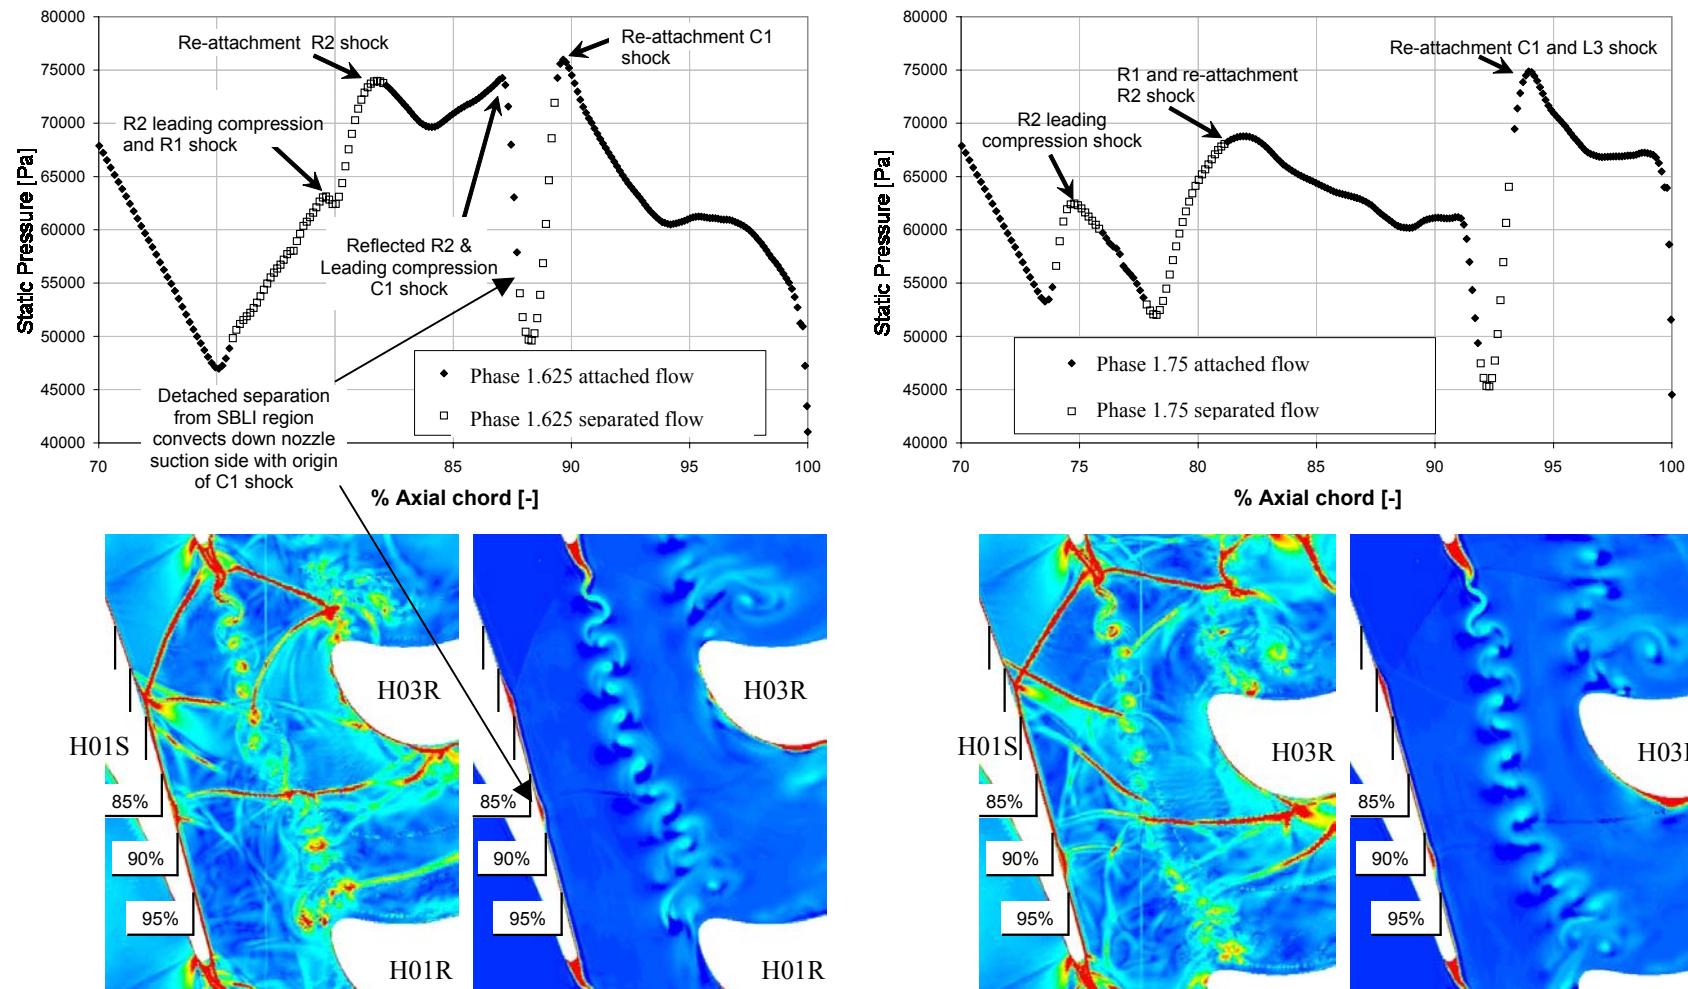 80000
75000
70000
65000
60000
55000
50000
45000
40000
Static Pressure [Pa]
Re-attachment R2 shock
Re-attachment C1
shock
R2 leading compression
and R1 shock
Reflected R2 &
Leading compression
C1 shock
Detached separation
from SBLI region
convects down nozzle
suction side with origin
of C1 shock
Phase 1.625 attached flow
Phase 1.625 separated flow
70
85
90
95
100
% Axial chord [-]
80000
75000
70000
65000
60000
55000
50000
45000
40000
Static Pressure [Pa]
Re-attachment C1 and L3 shock
R1 and re-attachment
R2 shock
R2 leading
compression shock
Phase 1.75 attached flow
Phase 1.75 separated flow
70
75
80
85
90
95
100
% Axial chord [-]
H03R
H01S
85%
90%
95%
H01R
H03R
85%
90%
95%
H01R
H03R
H01S
85%
90%
95%
H03
85%
90%
95%